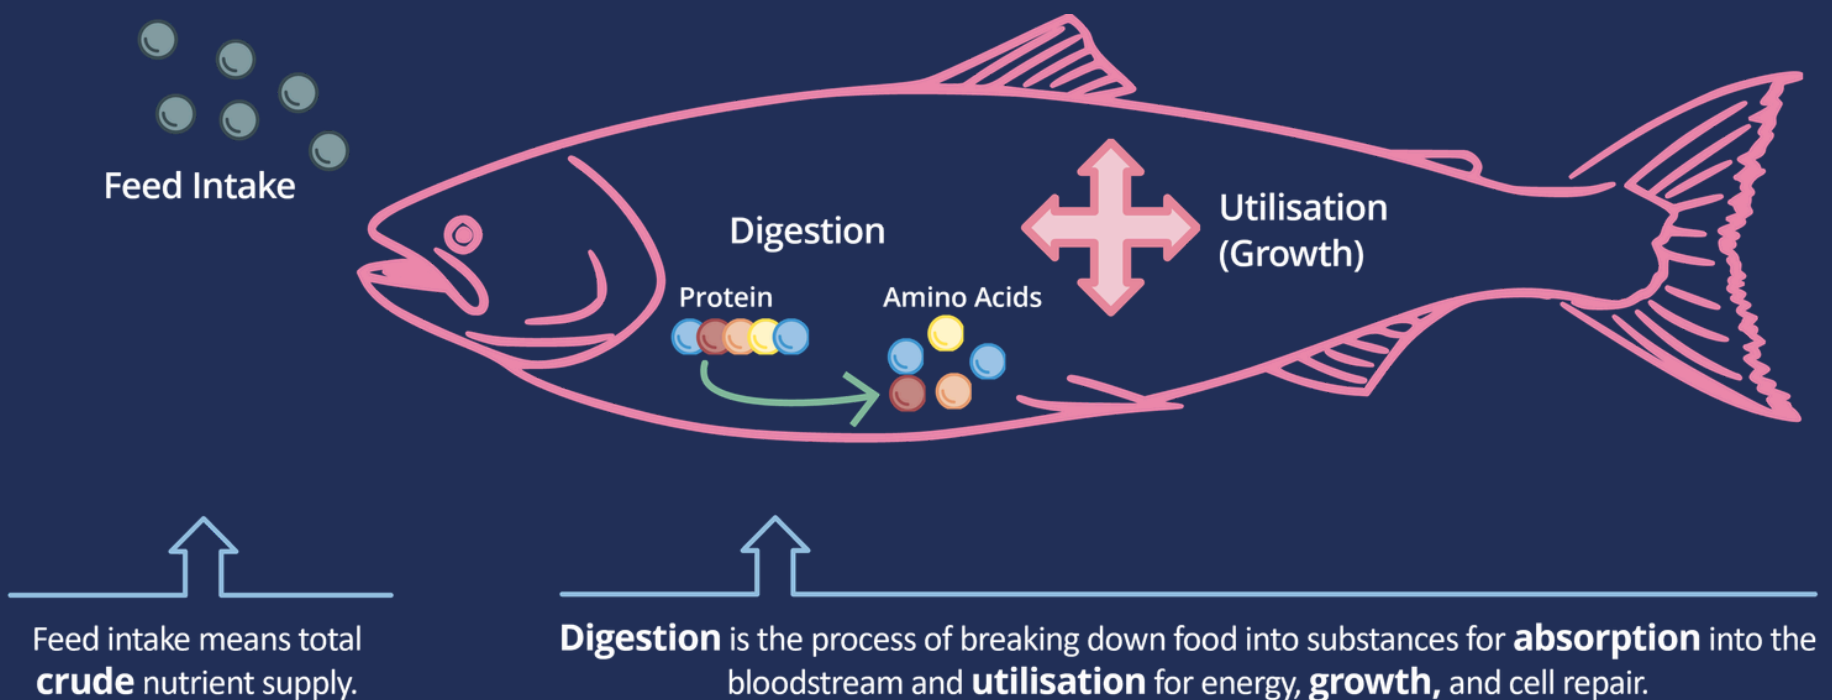 Feed Intake
Digestion
Utilisation
(Growth)
Protein
Amino Acids
Feed intake means total
crude nutrient supply.
Digestion is the process of breaking down food into substances for absorption into the
bloodstream and utilisation for energy, growth, and cell repair.